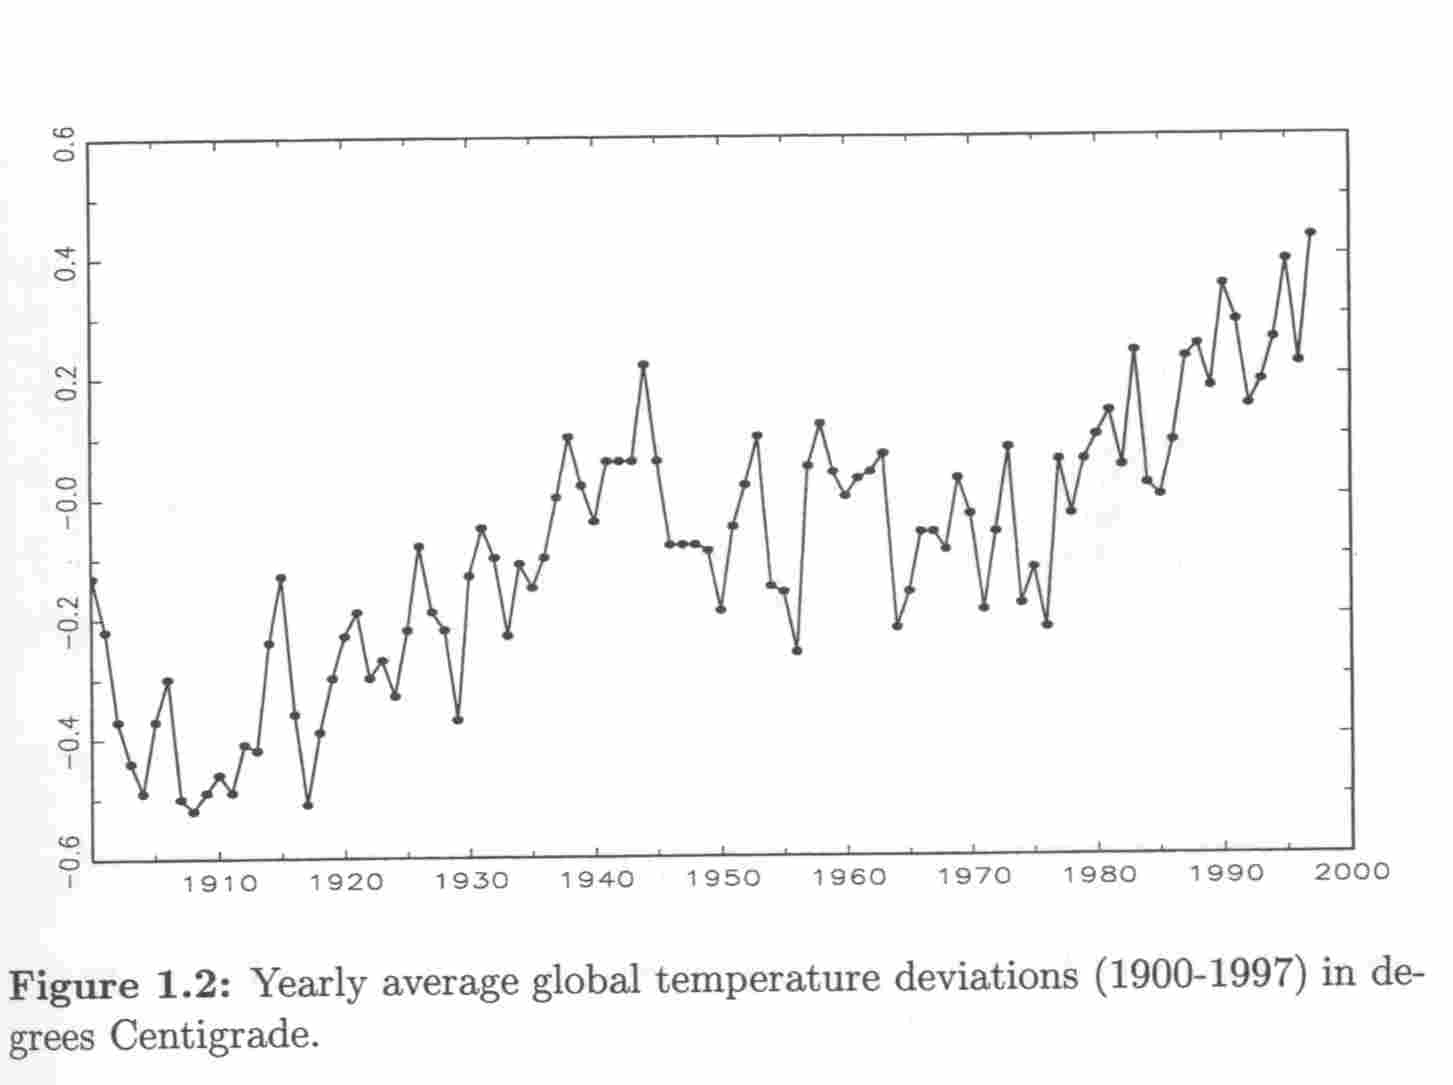 0.6
0.4
0.2
−0.0
−0.2
−0.4
−0.6
1910 1920 1930 1940 1950 1960 1970 1980 1990 2000
Figure 1.2: Yearly average global temperature deviations (1900-1997) in de-
grees Centigrade.